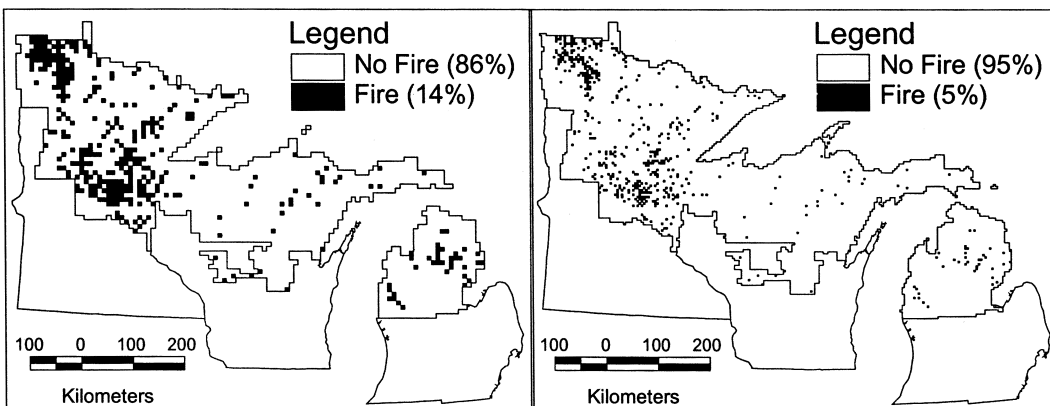 Legend
No Fire (86%)
Fire (14%)
100 0 100 200
Kilometers
Legend
No Fire (95%)
Fire (5%)
100 0 100 200
Kilometers